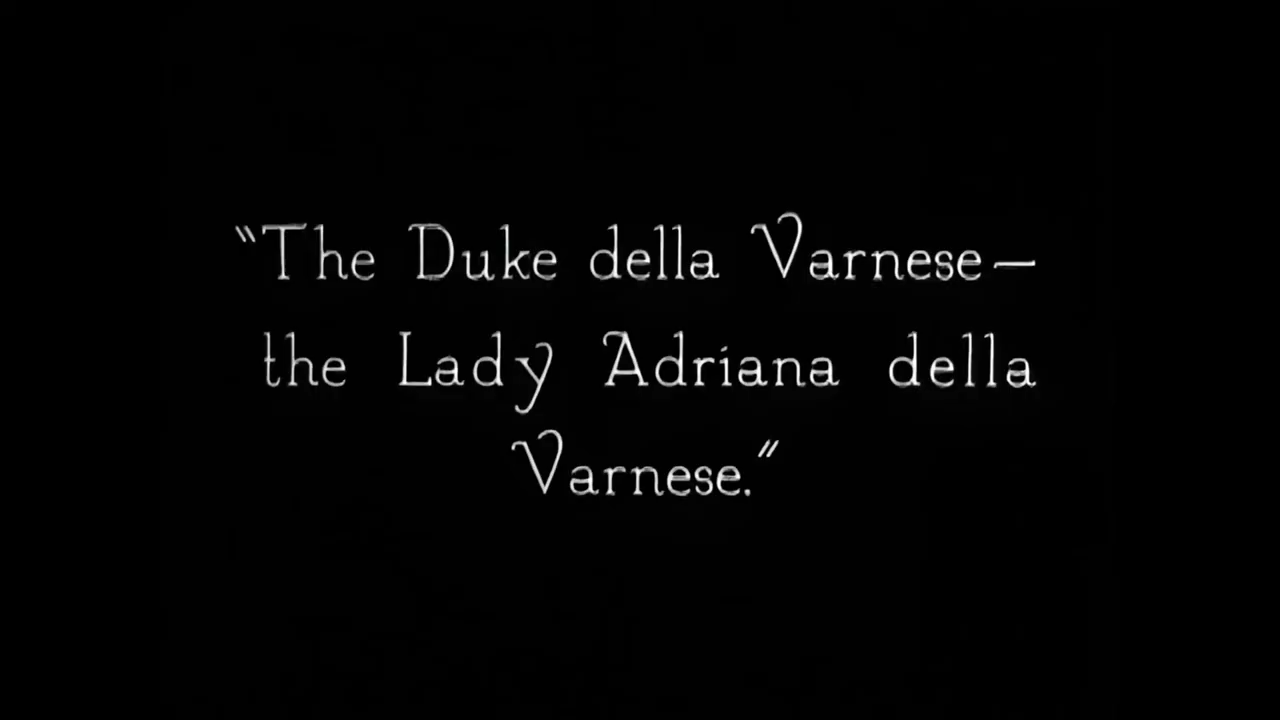 “The Duke della Varnese—
the Lady Adriana della
Varnese.”